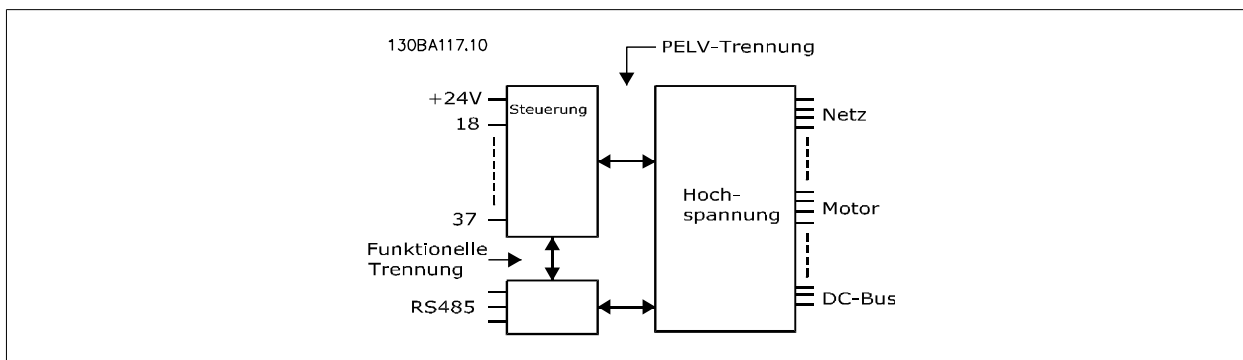 130BA117.10
PELV-Trennung
+24V
Steuerung
18
37
Funktionelle
Trennung
RS485
Hoch-
spannung
Netz
Motor
DC-Bus